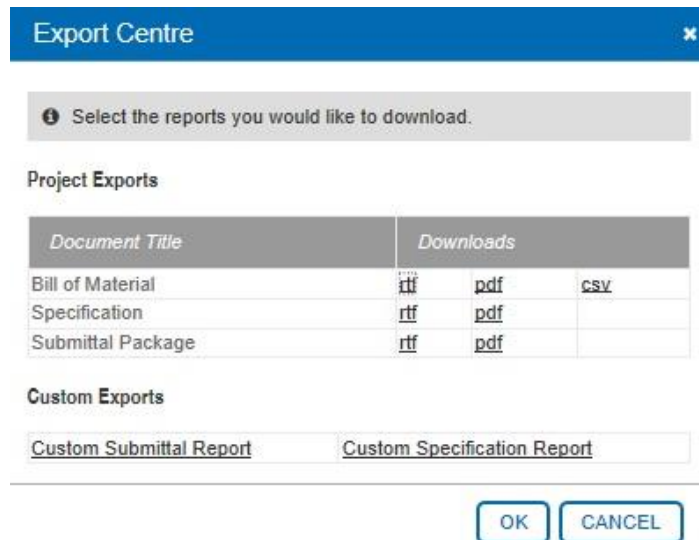 Export Centre
Select the reports you would like to download.
Project Exports
Document Title Downloads
Bill of Material rtf pdf csv
Specification rtf pdf
Submittal Package rtf pdf
Custom Exports
Custom Submittal Report Custom Specification Report
OK CANCEL